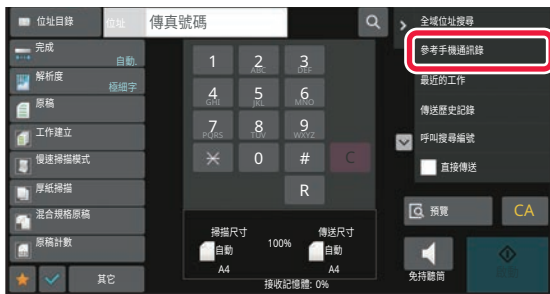 位址目錄
位址
傳真號碼
全域位址搜尋
完成
自動.
參考手機通訊錄
解析度
極細字
最近的工作
原稿
傳送歷史記錄
工作建立
呼叫搜尋編號
慢速掃描模式
直接傳送
厚紙掃描
混合規格原稿
原稿計數
其它
1
2
ABC
3
DEF
4
GHI
5
JKL
6
MNO
7
PQRS
8
TUV
9
WXYZ
0
#
C
R
預覽
CA
掃描尺寸
傳送尺寸
自動
100%
自動
A4
A4
接收記憶體: 0%
免持聽筒